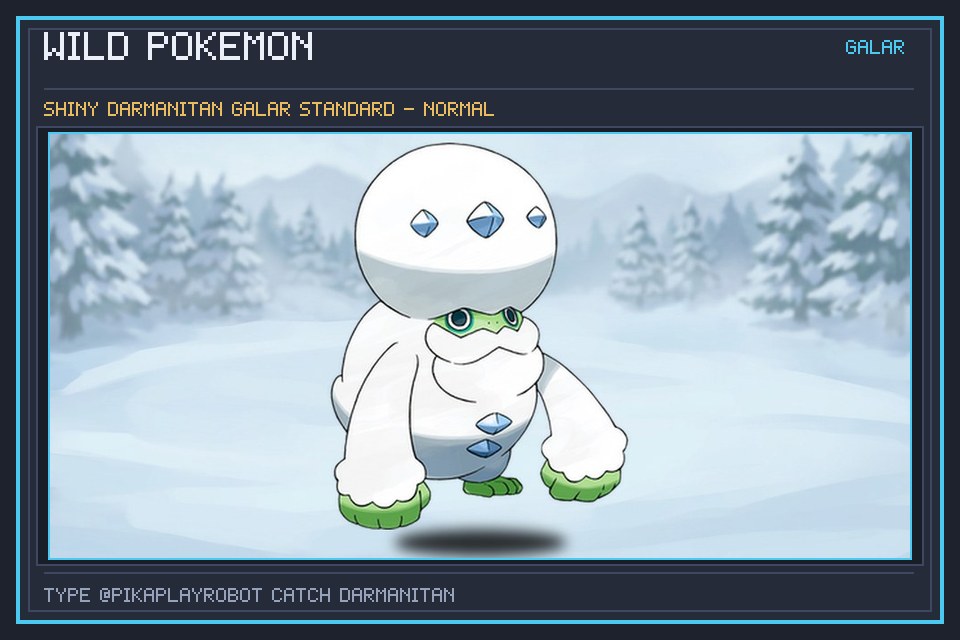 WILD POKEMON
GALAR
SHINY DARMANITAN GALAR STANDARD - NORMAL
TYPE @PIKAPLAYROBOT CATCH DARMANITAN